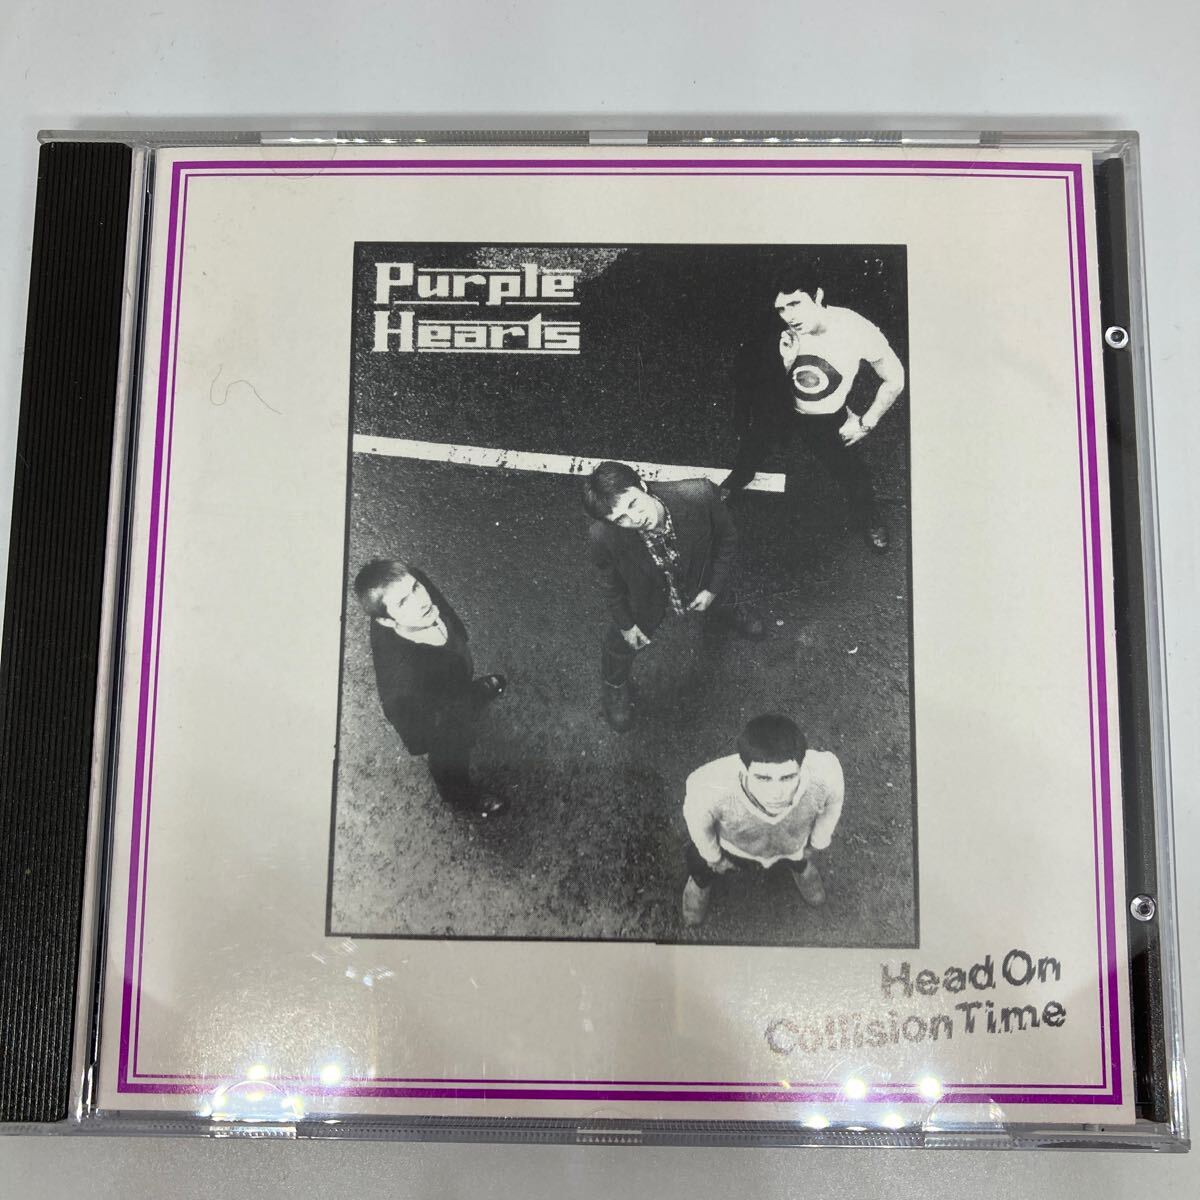 Purple
Hearts
Head On
Collision Time